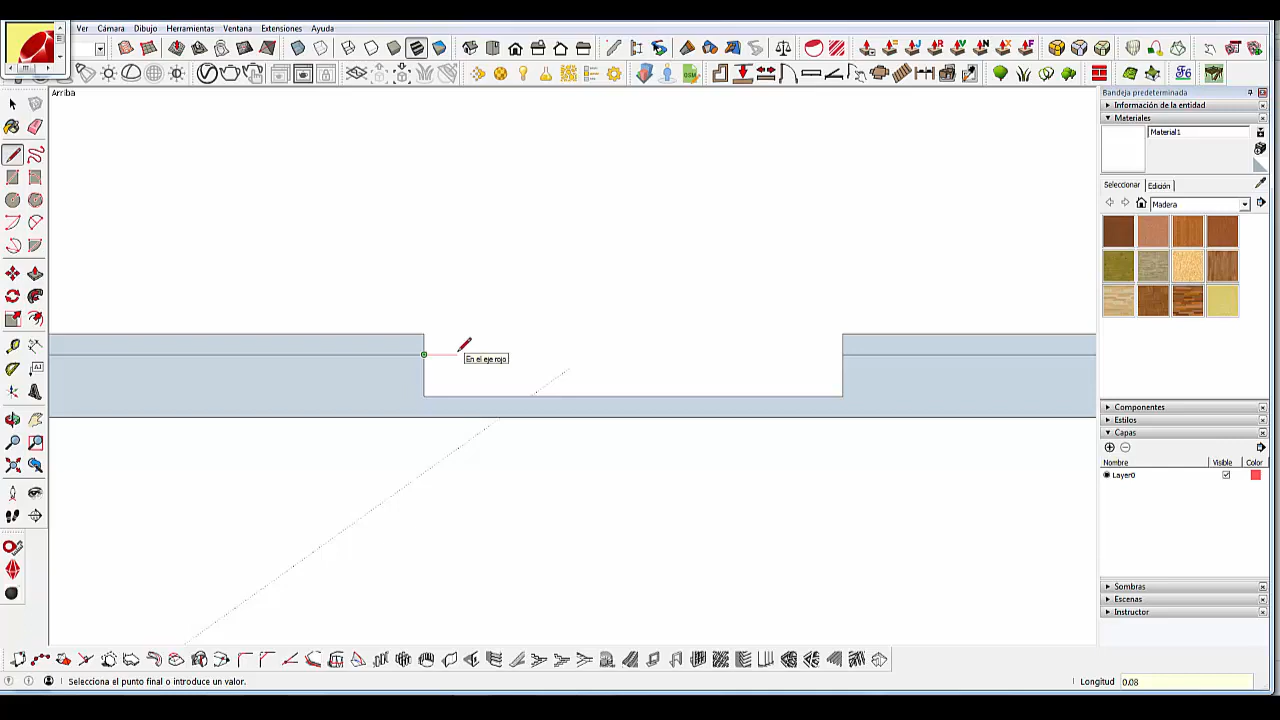 Ver Cámara Dibujo Herramientas Ventana Extensiones Ayuda
Arriba
Bandeja predeterminada
Información de la entidad
Materiales
Material1
Seleccionar Edición
Madera
En el eje rojo
Componentes
Estilos
Capas
Nombre Visible Color
Layer0
Sombras
Escenas
Instructor
Selecciona el punto final o introduce un valor.
Longitud 0.08